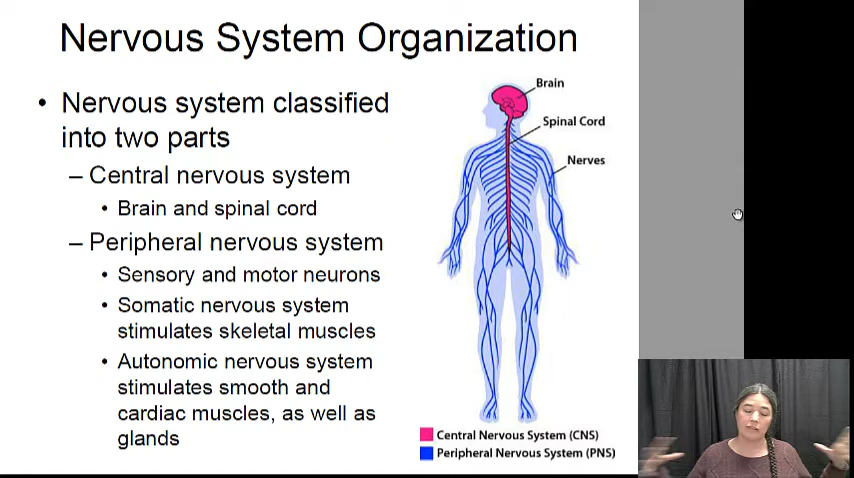 Nervous System Organization
• Nervous system classified
into two parts
– Central nervous system
• Brain and spinal cord
– Peripheral nervous system
• Sensory and motor neurons
• Somatic nervous system
stimulates skeletal muscles
• Autonomic nervous system
stimulates smooth and
cardiac muscles, as well as
glands
Brain
Spinal Cord
Nerves
Central Nervous System (CNS)
Peripheral Nervous System (PNS)